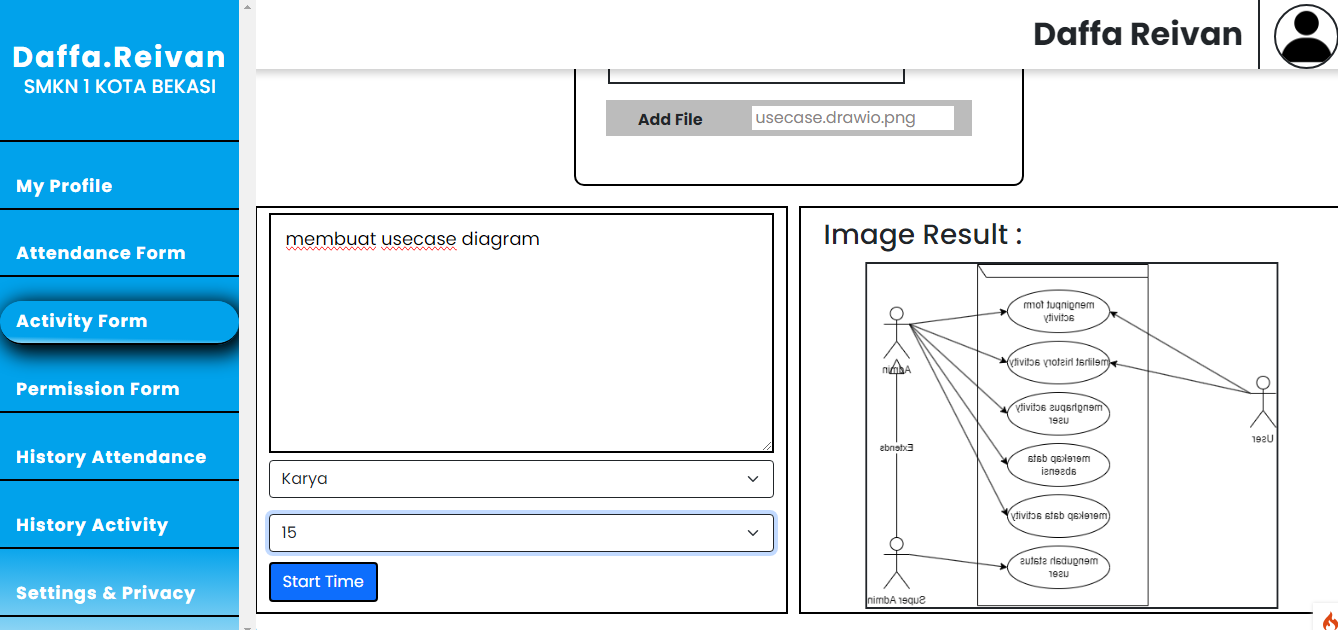 Daffa.Reivan
SMKN 1 KOTA BEKASI
My Profile
Attendance Form
Activity Form
Permission Form
History Attendance
History Activity
Settings & Privacy
Daffa Reivan
Add File
usecase.drawio.png
membuat usecase diagram
Karya
15
Start Time
Image Result :
menginput form
activity
melihat history activity
menghapus activity
user
merekap data
absensi
merekap data activity
mengubah status
user
Admin
Extends
Super Admin
User